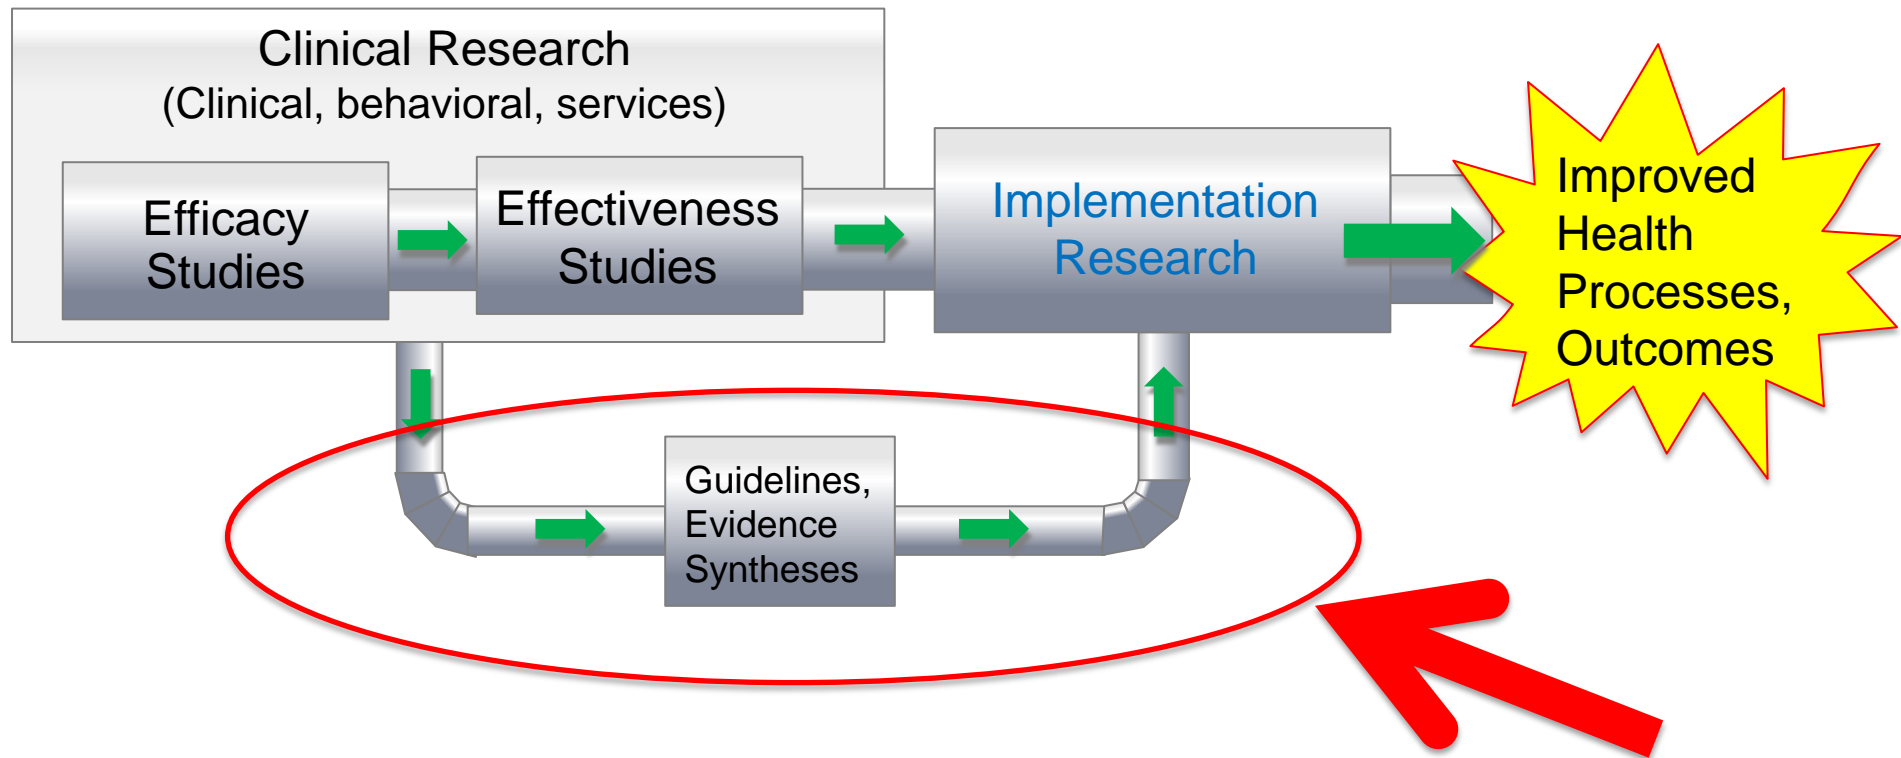 Clinical Research
(Clinical, behavioral, services)
Efficacy
Studies
Effectiveness
Studies
Implementation
Research
Improved
Health
Processes,
Outcomes
Guidelines,
Evidence
Syntheses